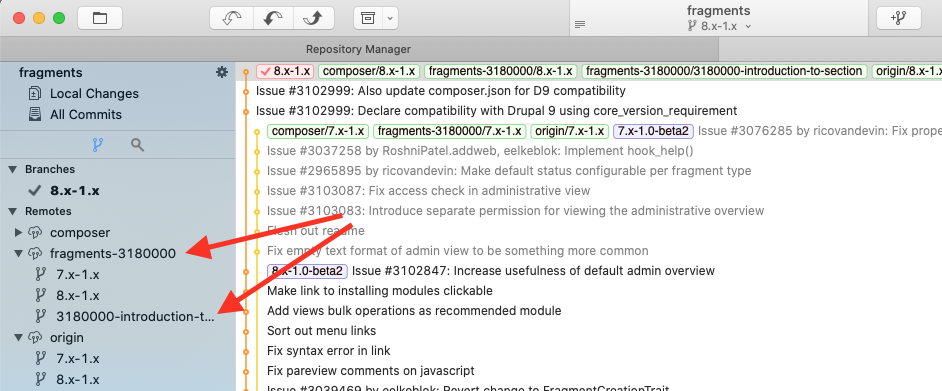 fragments
8.x-1.x
Repository Manager
fragments
Local Changes
All Commits
Branches
8.x-1.x
Remotes
composer
fragments-3180000
7.x-1.x
8.x-1.x
3180000-introduction-t...
origin
7.x-1.x
8.x-1.x
8.x-1.x composer/8.x-1.x fragments-3180000/8.x-1.x fragments-3180000/3180000-introduction-to-section origin/8.x-1.
Issue #3102999: Also update composer.json for D9 compatibility
Issue #3102999: Declare compatibility with Drupal 9 using core_version_requirement
composer/7.x-1.x fragments-3180000/7.x-1.x origin/7.x-1.x 7.x-1.0-beta2 Issue #3076285 by ricovandevin: Fix prope
Issue #3037258 by RoshniPatel.addweb, eelkeblok: Implement hook_help()
Issue #2965895 by ricovandevin: Make default status configurable per fragment type
Issue #3103087: Fix access check in administrative view
Issue #3103083: Introduce separate permission for viewing the administrative overview
Flesh out readme
Fix empty text format of admin view to be something more common
8.x-1.0-beta2 Issue #3102847: Increase usefulness of default admin overview
Make link to installing modules clickable
Add views bulk operations as recommended module
Sort out menu links
Fix syntax error in link
Fix pareview comments on javascript
Issue #3039469 by eelkeblok: Revert change to FragmentCreationTrait